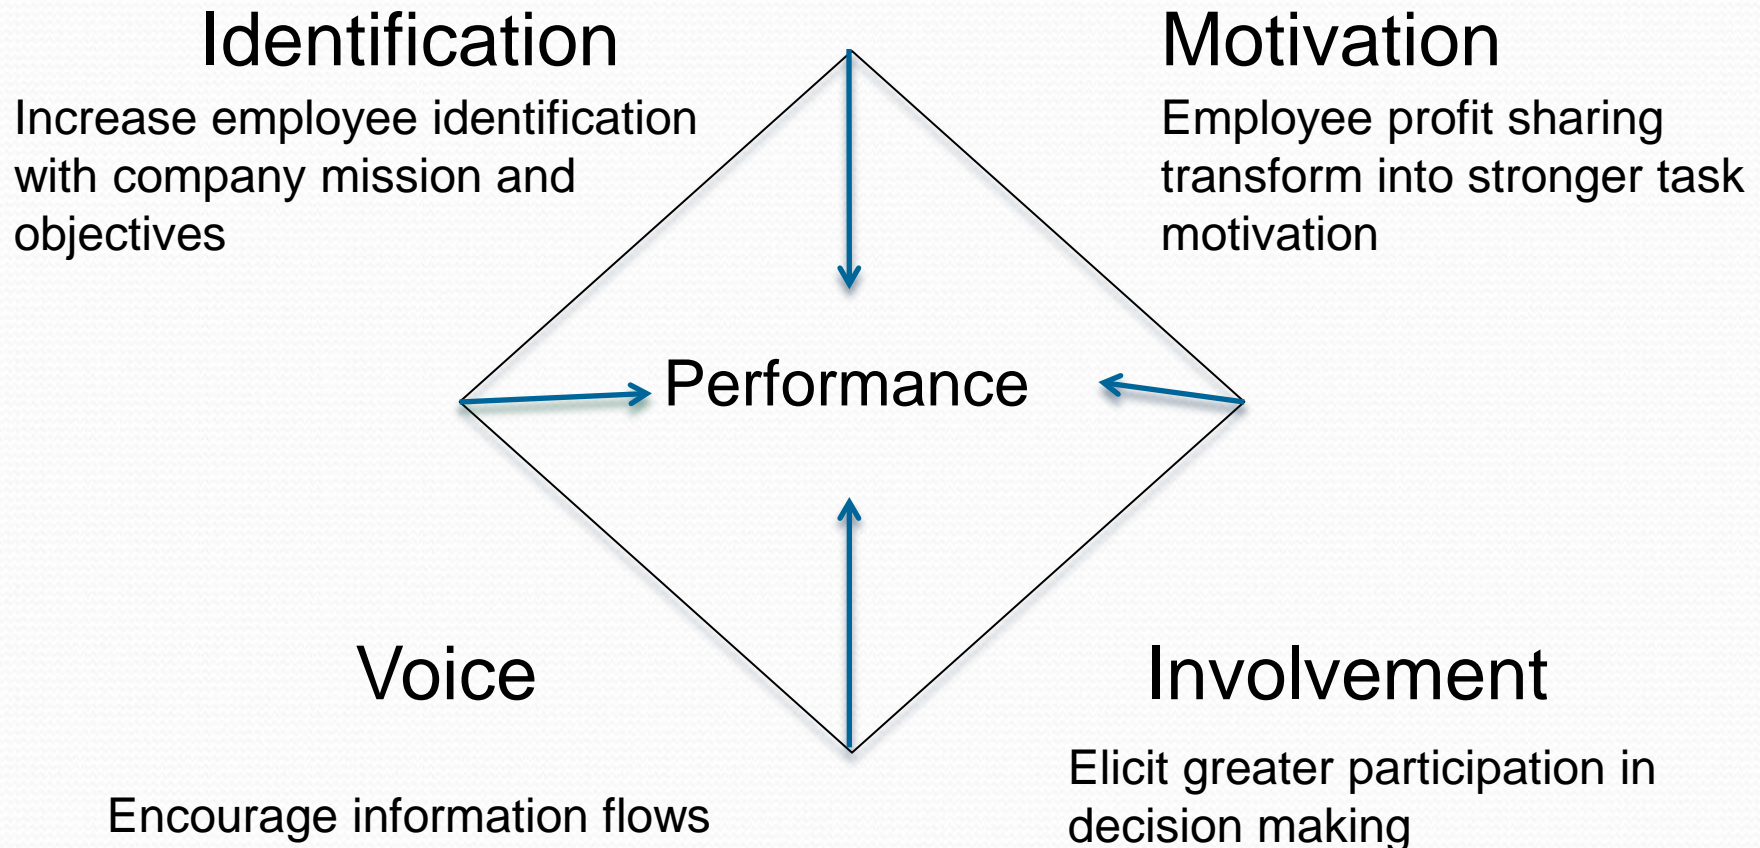 Identification
Increase employee identification
with company mission and
objectives
Motivation
Employee profit sharing
transform into stronger task
motivation
Performance
Voice
Encourage information flows
Involvement
Elicit greater participation in
decision making